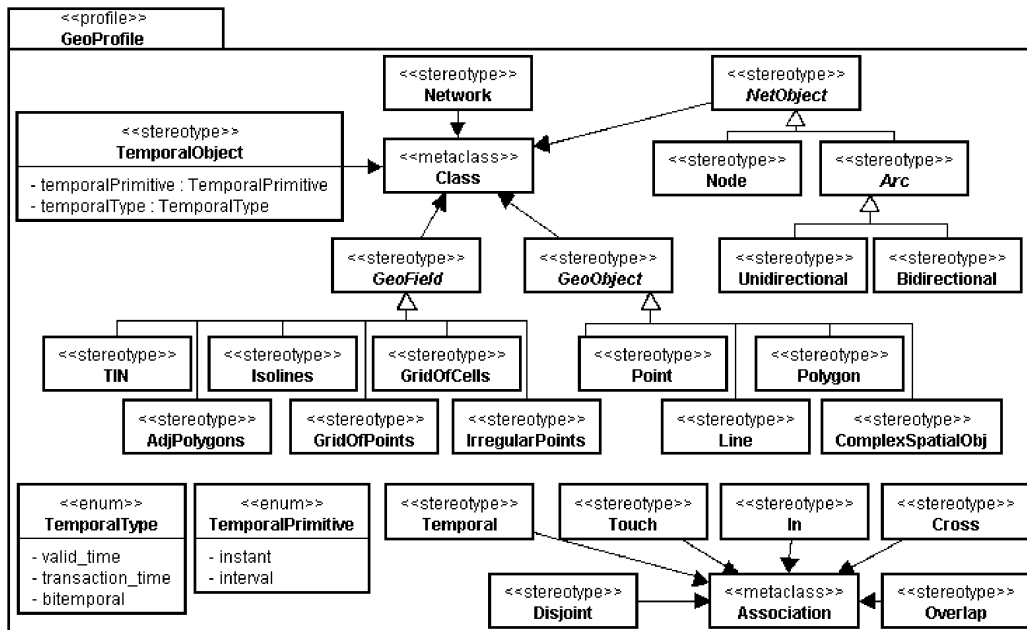 <<profile>>
GeoProfile
<<stereotype>>
Network
<<stereotype>>
NetObject
<<stereotype>>
TemporalObject
- temporalPrimitive : TemporalPrimitive
- temporalType : TemporalType
<<metaclass>>
Class
<<stereotype>>
Node
<<stereotype>>
Arc
<<stereotype>>
GeoField
<<stereotype>>
GeoObject
<<stereotype>>
Unidirectional
<<stereotype>>
Bidirectional
<<stereotype>>
TIN
<<stereotype>>
Isolines
<<stereotype>>
GridOfCells
<<stereotype>>
Point
<<stereotype>>
Polygon
<<stereotype>>
AdjPolygons
<<stereotype>>
GridOfPoints
<<stereotype>>
IrregularPoints
<<stereotype>>
Line
<<stereotype>>
ComplexSpatialObj
<<enum>>
TemporalType
- valid_time
- transaction_time
- bitemporal
<<enum>>
TemporalPrimitive
- instant
- interval
<<stereotype>>
Temporal
<<stereotype>>
Touch
<<stereotype>>
In
<<stereotype>>
Cross
<<stereotype>>
Disjoint
<<metaclass>>
Association
<<stereotype>>
Overlap